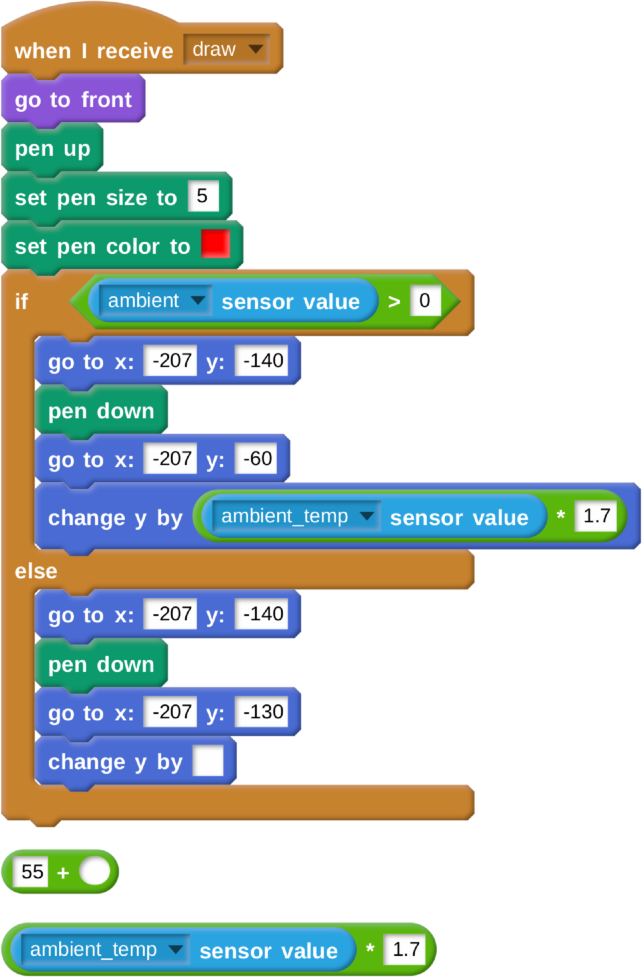 when I receive draw
go to front
pen up
set pen size to 5
set pen color to
if ambient sensor value > 0
go to x: -207 y: -140
pen down
go to x: -207 y: -60
change y by ambient_temp sensor value * 1.7
else
go to x: -207 y: -140
pen down
go to x: -207 y: -130
change y by
55 +
ambient_temp sensor value * 1.7